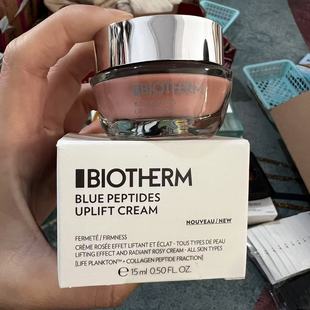 BIOTHERM
BIOTHERM
BLUE PEPTIDES
UPLIFT CREAM
NOUVEAU/NEW
FERMETÉ/FIRMNESS
CRÈME ROSÉE EFFET LIFTANT ET ÉCLAT - TOUS TYPES DE PEAU
LIFTING EFFECT AND RADIANT ROSY CREAM - ALL SKIN TYPES
[LIFE PLANKTON™ + COLLAGEN PEPTIDE FRACTION]
℮ 15 ml 0.50 FL. OZ.